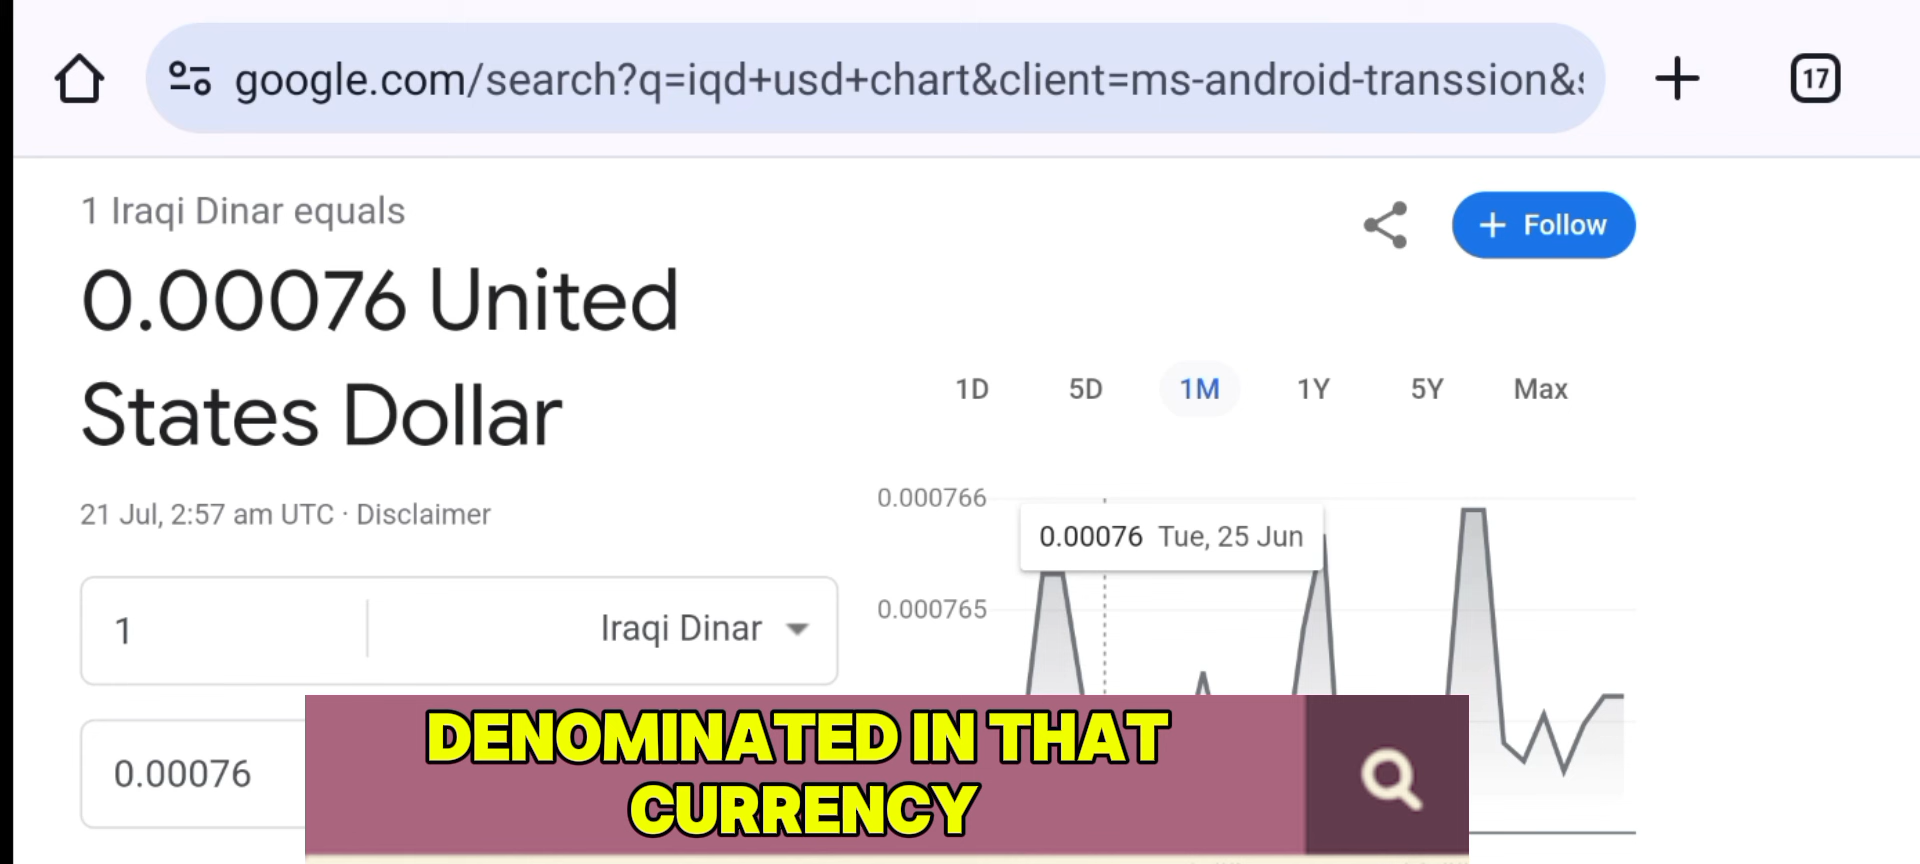 google.com/search?q=iqd+usd+chart&client=ms-android-transsion&
17
1 Iraqi Dinar equals
+ Follow
0.00076 United
States Dollar
1D 5D 1M 1Y 5Y Max
21 Jul, 2:57 am UTC · Disclaimer
0.000766
0.00076 Tue, 25 Jun
0.000765
1 Iraqi Dinar
0.00076
DENOMINATED IN THAT
CURRENCY